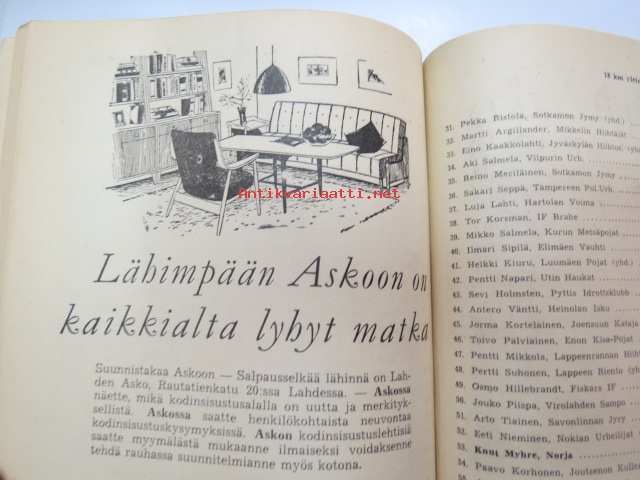 Lähimpään Askoon on
kaikkialta lyhyt matka
Suunnistakaa Askoon — Salpausselkää lähinnä on Lah-
den Asko, Rautatienkatu 20:ssa Lahdessa. — Askossa
näette, mikä kodinsisustusalalla on uutta ja merkityk-
sellistä. Askossa saatte henkilökohtaista neuvontaa
kodinsisustuskysymyksissä. Askon kodinsisustuslehtisiä
saatte myymälästä mukaanne ilmaiseksi voidaksenne
tehdä rauhassa suunnitelmianne myös kotona.
Antikvariaatti.net
18 km
31. Pekka Ristola, Sotkamon Jymy (yhd.)
32. Martti Argillander, Mikkelin Hiihtäjät
33. Eino Kaakkolahti, Jyväskylän Hiihtos. (yhd.)
34. Aki Salmela, Viipurin Urh.
35. Reino Meriläinen, Sotkamon Jymy
36. Sakari Seppä, Tampereen Pol.Urh.
37. Luja Lahti, Hartolan Voima
38. Tor Korsman, IF Brahe
39. Mikko Salmela, Kurun Metsäpojat
40. Ilmari Sipilä, Elimäen Vauhti
41. Heikki Kiuru, Luumäen Pojat (yhd.)
42. Pentti Napari, Utin Haukat
43. Sevi Holmsten, Pyttis Idrottsklubb
44. Antero Väntti, Heinolan Isku
45. Jorma Kortelainen, Joensuun Kataja
46. Toivo Palviainen, Enon Kisa-Pojat
47. Pentti Mikkola, Lappeenrannan
48. Pertti Suhonen, Lappeen Riento (yhd.)
49. Osmo Hillebrandt, Fiskars IF
50. Jouko Piispa, Virolahden Sampo
51. Arto Tiainen, Savonlinnan Jyry
52. Eeti Nieminen, Nokian Urheilijat
53. Knut Myhre, Norja
54. Paavo Korhonen, Joutsenon Kullervo